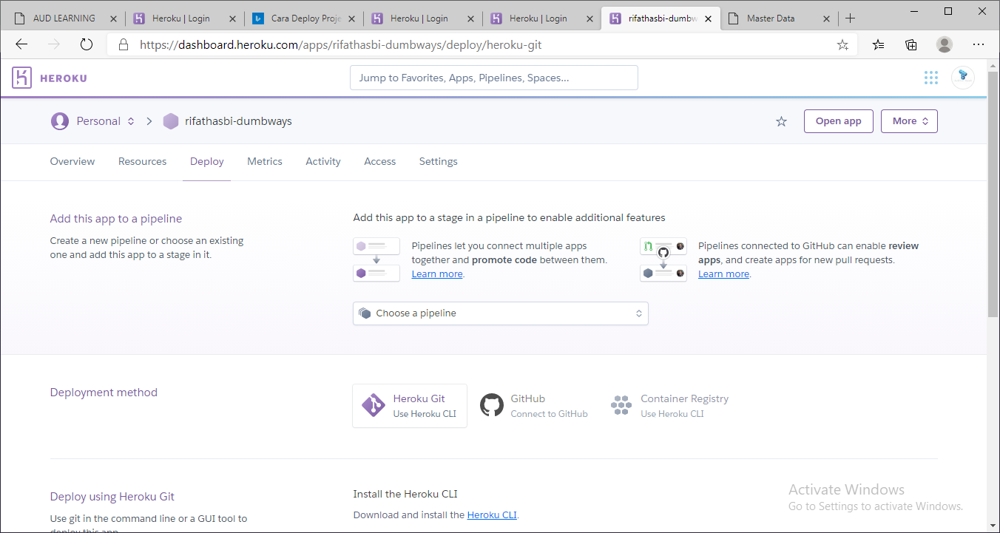 AUD LEARNING
Heroku | Login
Cara Deploy Proje
Heroku | Login
Heroku | Login
rifathasbi-dumbw
Master Data
https://dashboard.heroku.com/apps/rifathasbi-dumbways/deploy/heroku-git
HEROKU
Jump to Favorites, Apps, Pipelines, Spaces...
Personal
rifathasbi-dumbways
Open app
More
Overview
Resources
Deploy
Metrics
Activity
Access
Settings
Add this app to a pipeline
Create a new pipeline or choose an existing
one and add this app to a stage in it.
Add this app to a stage in a pipeline to enable additional features
Pipelines let you connect multiple apps
together and promote code between them.
Learn more.
Pipelines connected to GitHub can enable review
apps, and create apps for new pull requests.
Learn more.
Choose a pipeline
Deployment method
Heroku Git
Use Heroku CLI
GitHub
Connect to GitHub
Container Registry
Use Heroku CLI
Deploy using Heroku Git
Use git in the command line or a GUI tool to
deploy this app.
Install the Heroku CLI
Download and install the Heroku CLI.
Activate Windows
Go to Settings to activate Windows.